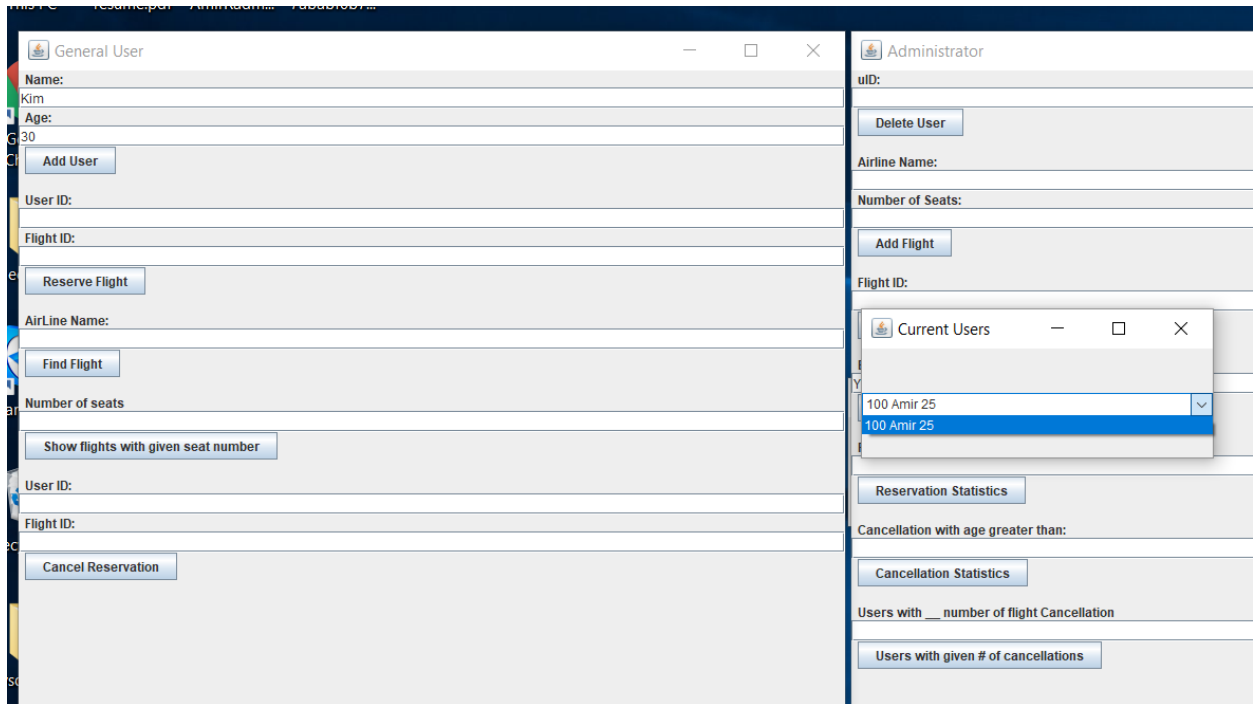 resume.pdf
General User
Name:
Kim
Age:
30
Add User
User ID:
Flight ID:
Reserve Flight
AirLine Name:
Find Flight
Number of seats
Show flights with given seat number
User ID:
Flight ID:
Cancel Reservation
Administrator
uID:
Delete User
Airline Name:
Number of Seats:
Add Flight
Flight ID:
Current Users
100 Amir 25
100 Amir 25
Reservation Statistics
Cancellation with age greater than:
Cancellation Statistics
Users with __ number of flight Cancellation
Users with given # of cancellations